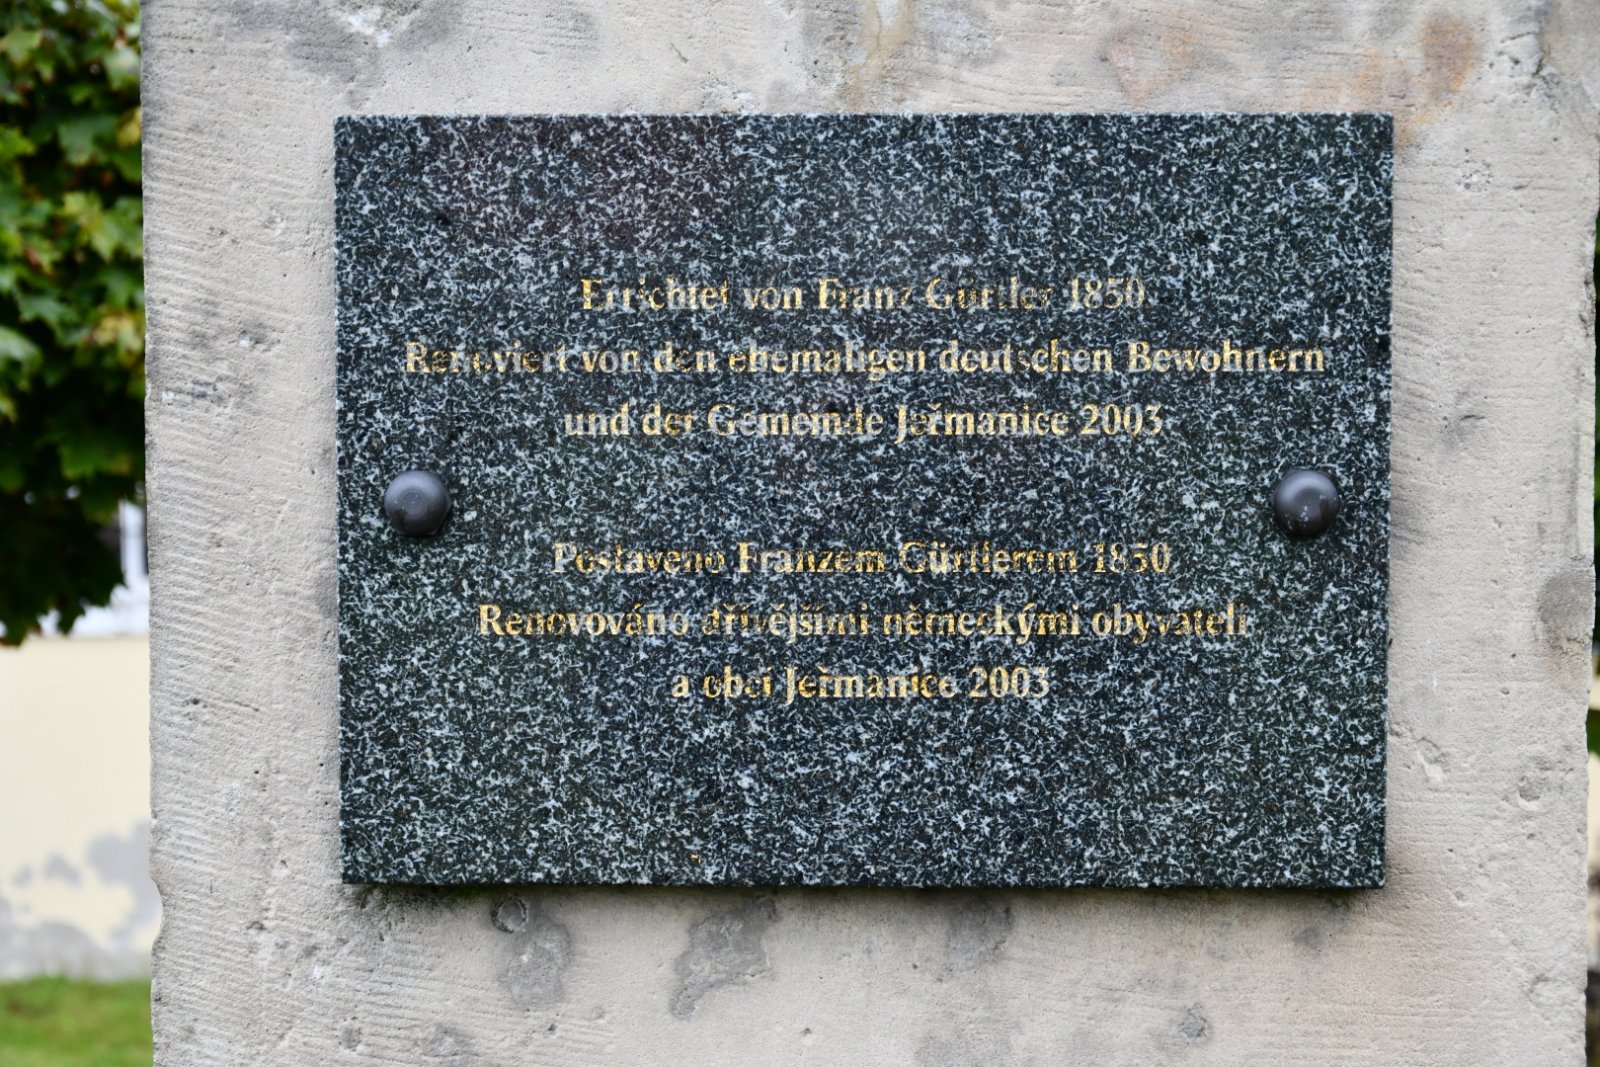 Errichtet von Franz Gürtler 1850
Renoviert von den ehemaligen deutschen Bewohnern
und der Gemeinde Jeřmanice 2003
Postaveno Franzem Gürtlerem 1850
Renovováno dřívějšími německými obyvateli
a obcí Jeřmanice 2003